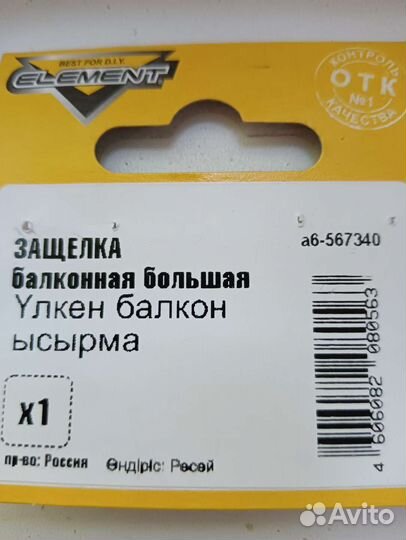 BEST FOR D.I.Y.
ELEMENT
КОНТРОЛЬ
ОТК
№1
КАЧЕСТВА
ЗАЩЕЛКА
балконная большая
Үлкен балкон
ысырма
а6-567340
x1
пр-во: Россия
Өндіріс: Ресей
4 606082 080563
Avito